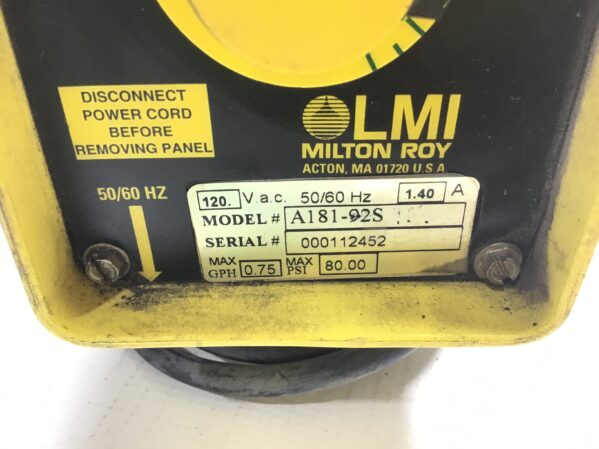 DISCONNECT
POWER CORD
BEFORE
REMOVING PANEL
LMI
MILTON ROY
ACTON, MA 01720 U.S.A
50/60 HZ
120. V.a.c. 50/60 Hz 1.40 A
MODEL # A181-92S
SERIAL # 000112452
MAX GPH 0.75 MAX PSI 80.00